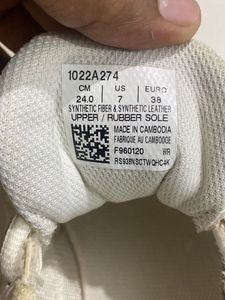 1022A274
CM US EURO
24.0 7 38
SYNTHETIC FIBER & SYNTHETIC LEATHER
UPPER / RUBBER SOLE
MADE IN CAMBODIA
FABRIQUE AU CAMBODGE
F960120 WR
RS938NSCTWQHC4K